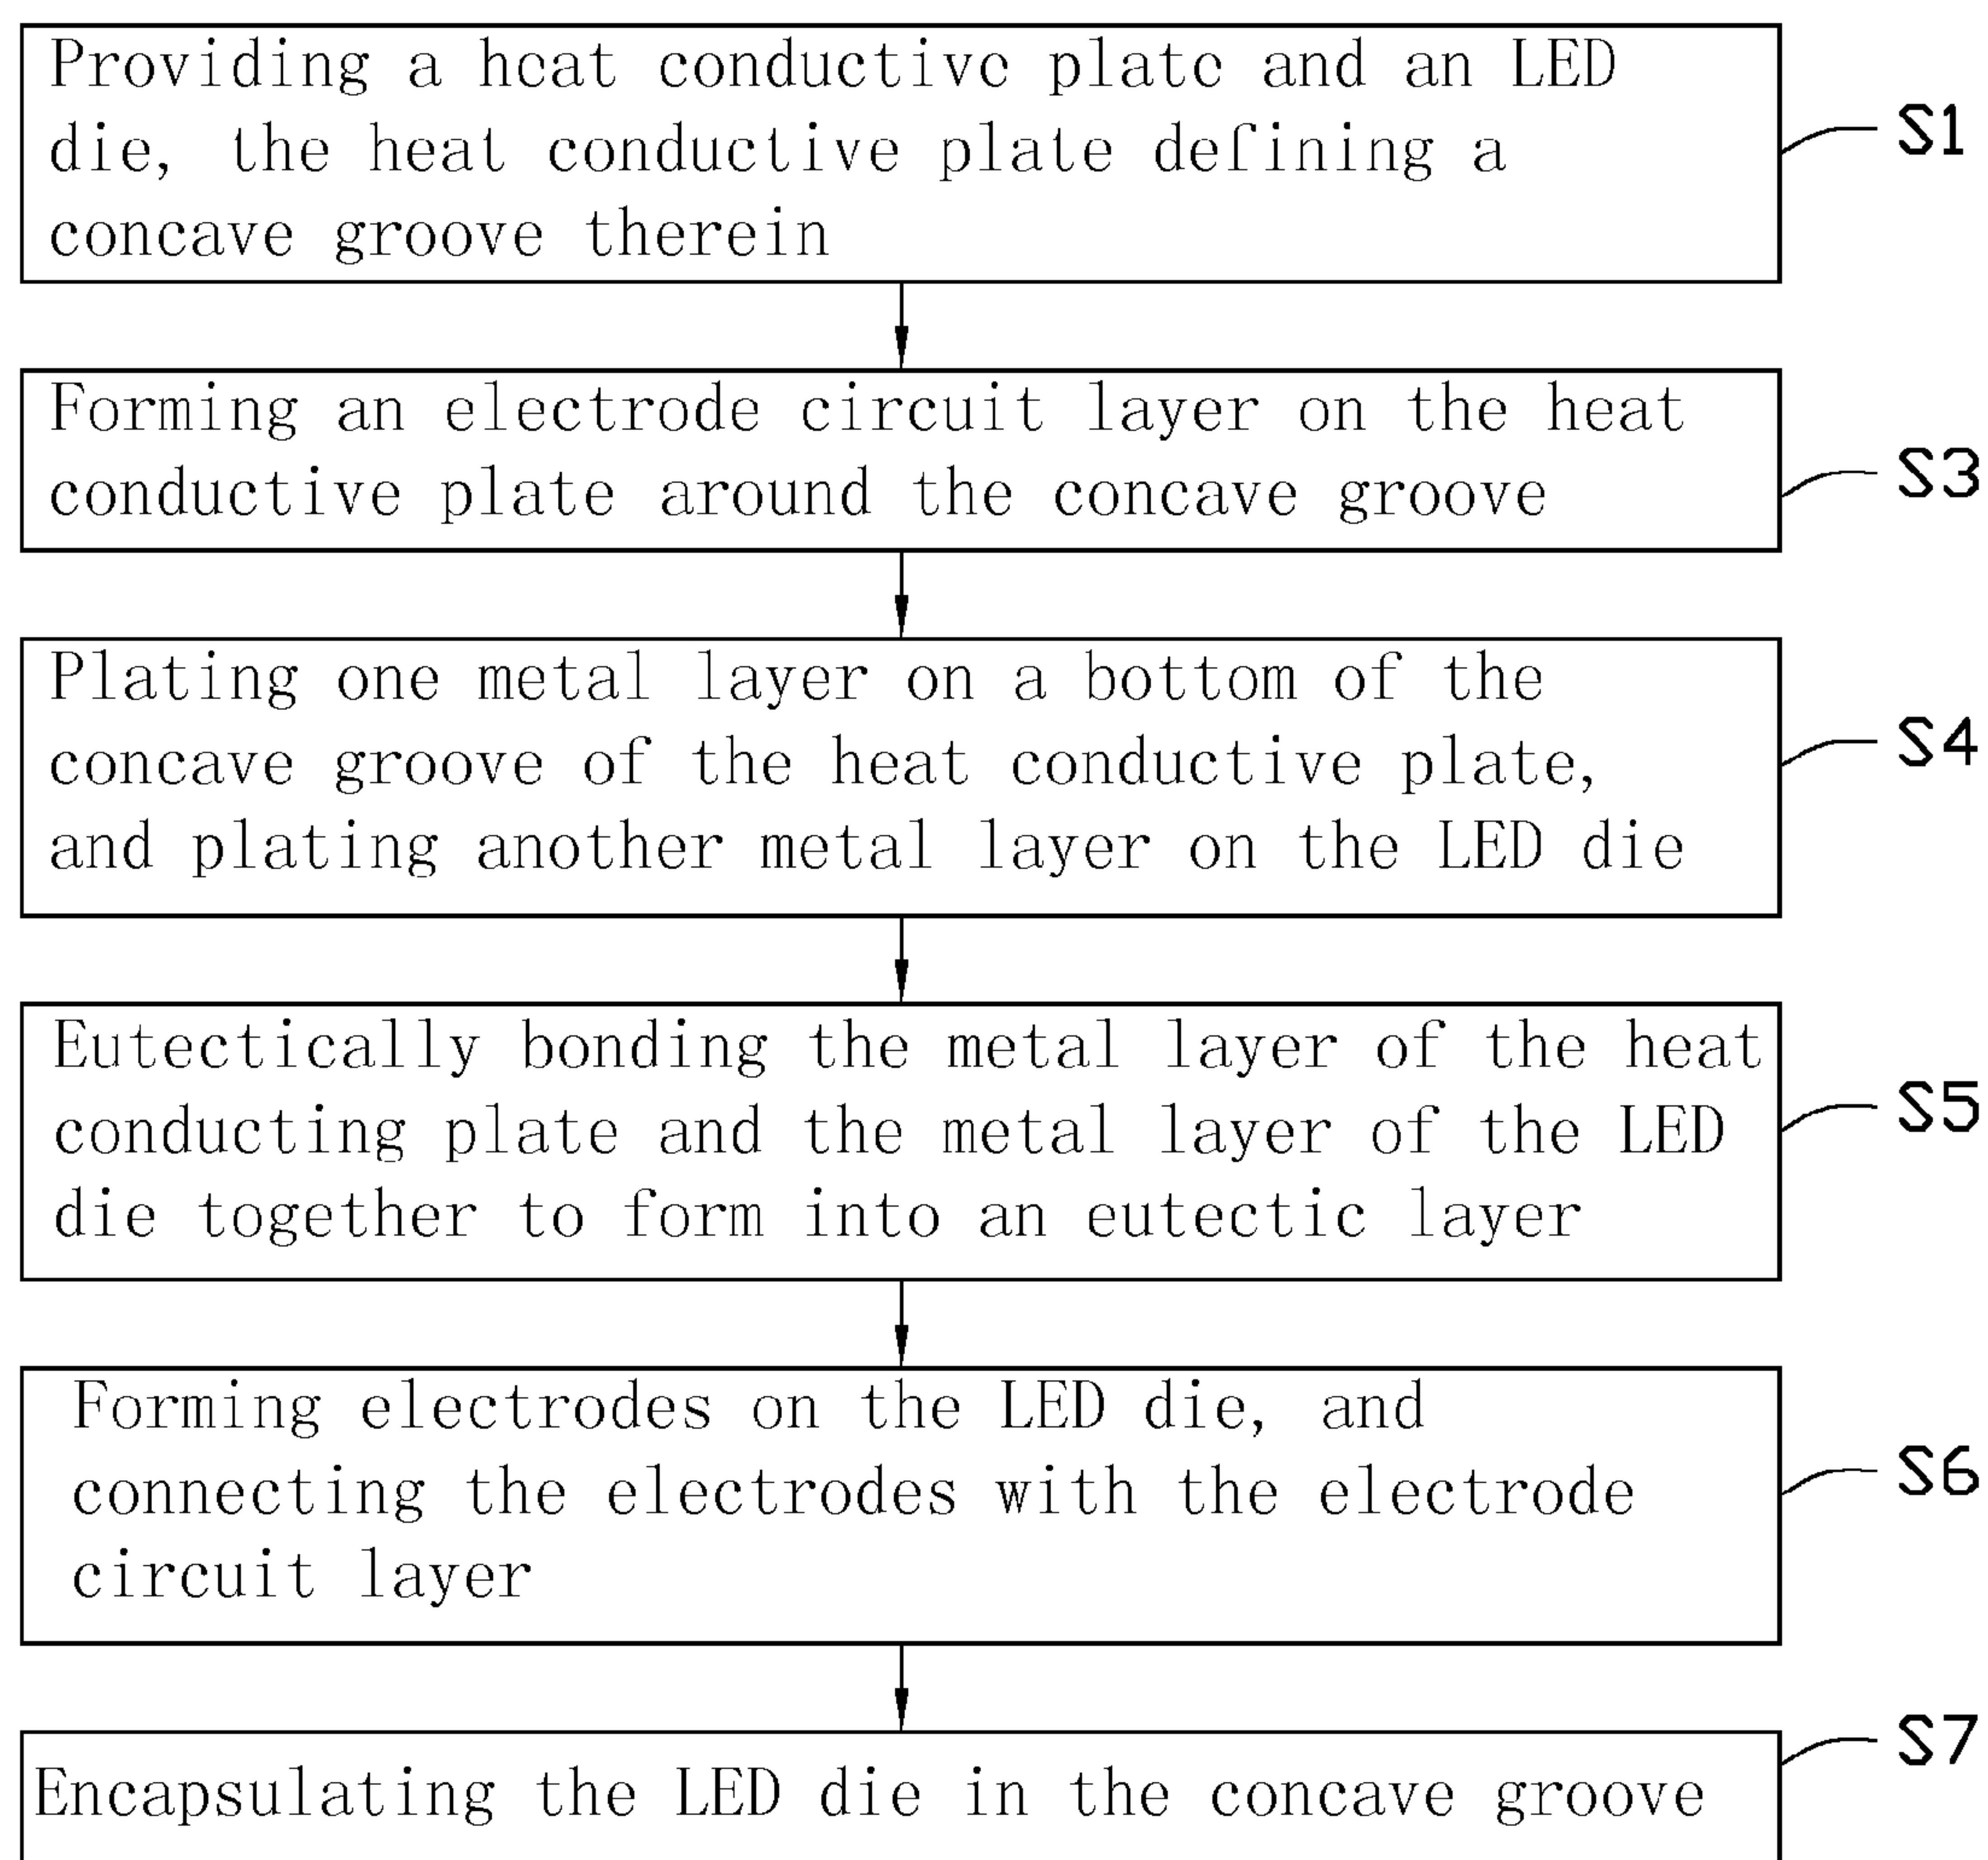 Providing a heat conductive plate and an LED
die, the heat conductive plate defining a
concave groove therein
S1
Forming an electrode circuit layer on the heat
conductive plate around the concave groove
S3
Plating one metal layer on a bottom of the
concave groove of the heat conductive plate,
and plating another metal layer on the LED die
S4
Eutectically bonding the metal layer of the heat
conducting plate and the metal layer of the LED
die together to form into an eutectic layer
S5
Forming electrodes on the LED die, and
connecting the electrodes with the electrode
circuit layer
S6
Encapsulating the LED die in the concave groove
S7